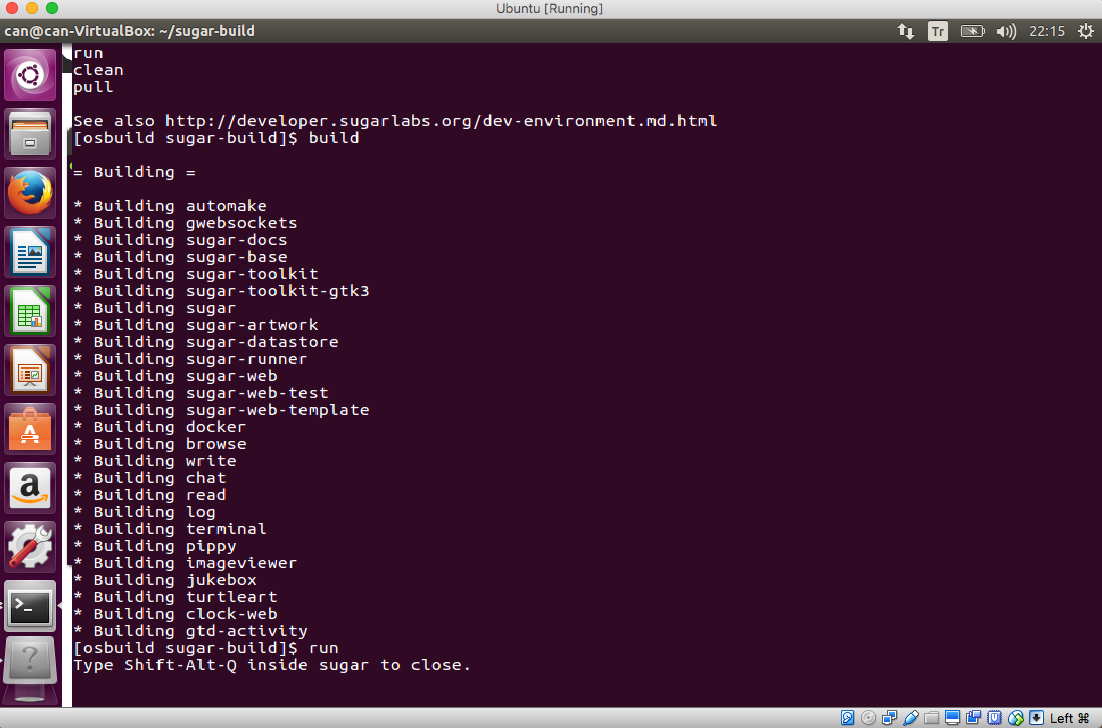 Ubuntu [Running]
can@can-VirtualBox: ~/sugar-build
Tr
22:15
run
clean
pull
See also http://developer.sugarlabs.org/dev-environment.md.html
[osbuild sugar-build]$ build
= Building =
* Building automake
* Building gwebsockets
* Building sugar-docs
* Building sugar-base
* Building sugar-toolkit
* Building sugar-toolkit-gtk3
* Building sugar
* Building sugar-artwork
* Building sugar-datastore
* Building sugar-runner
* Building sugar-web
* Building sugar-web-test
* Building sugar-web-template
* Building docker
* Building browse
* Building write
* Building chat
* Building read
* Building log
* Building terminal
* Building pippy
* Building imageviewer
* Building jukebox
* Building turtleart
* Building clock-web
* Building gtd-activity
[osbuild sugar-build]$ run
Type Shift-Alt-Q inside sugar to close.
Left ⌘